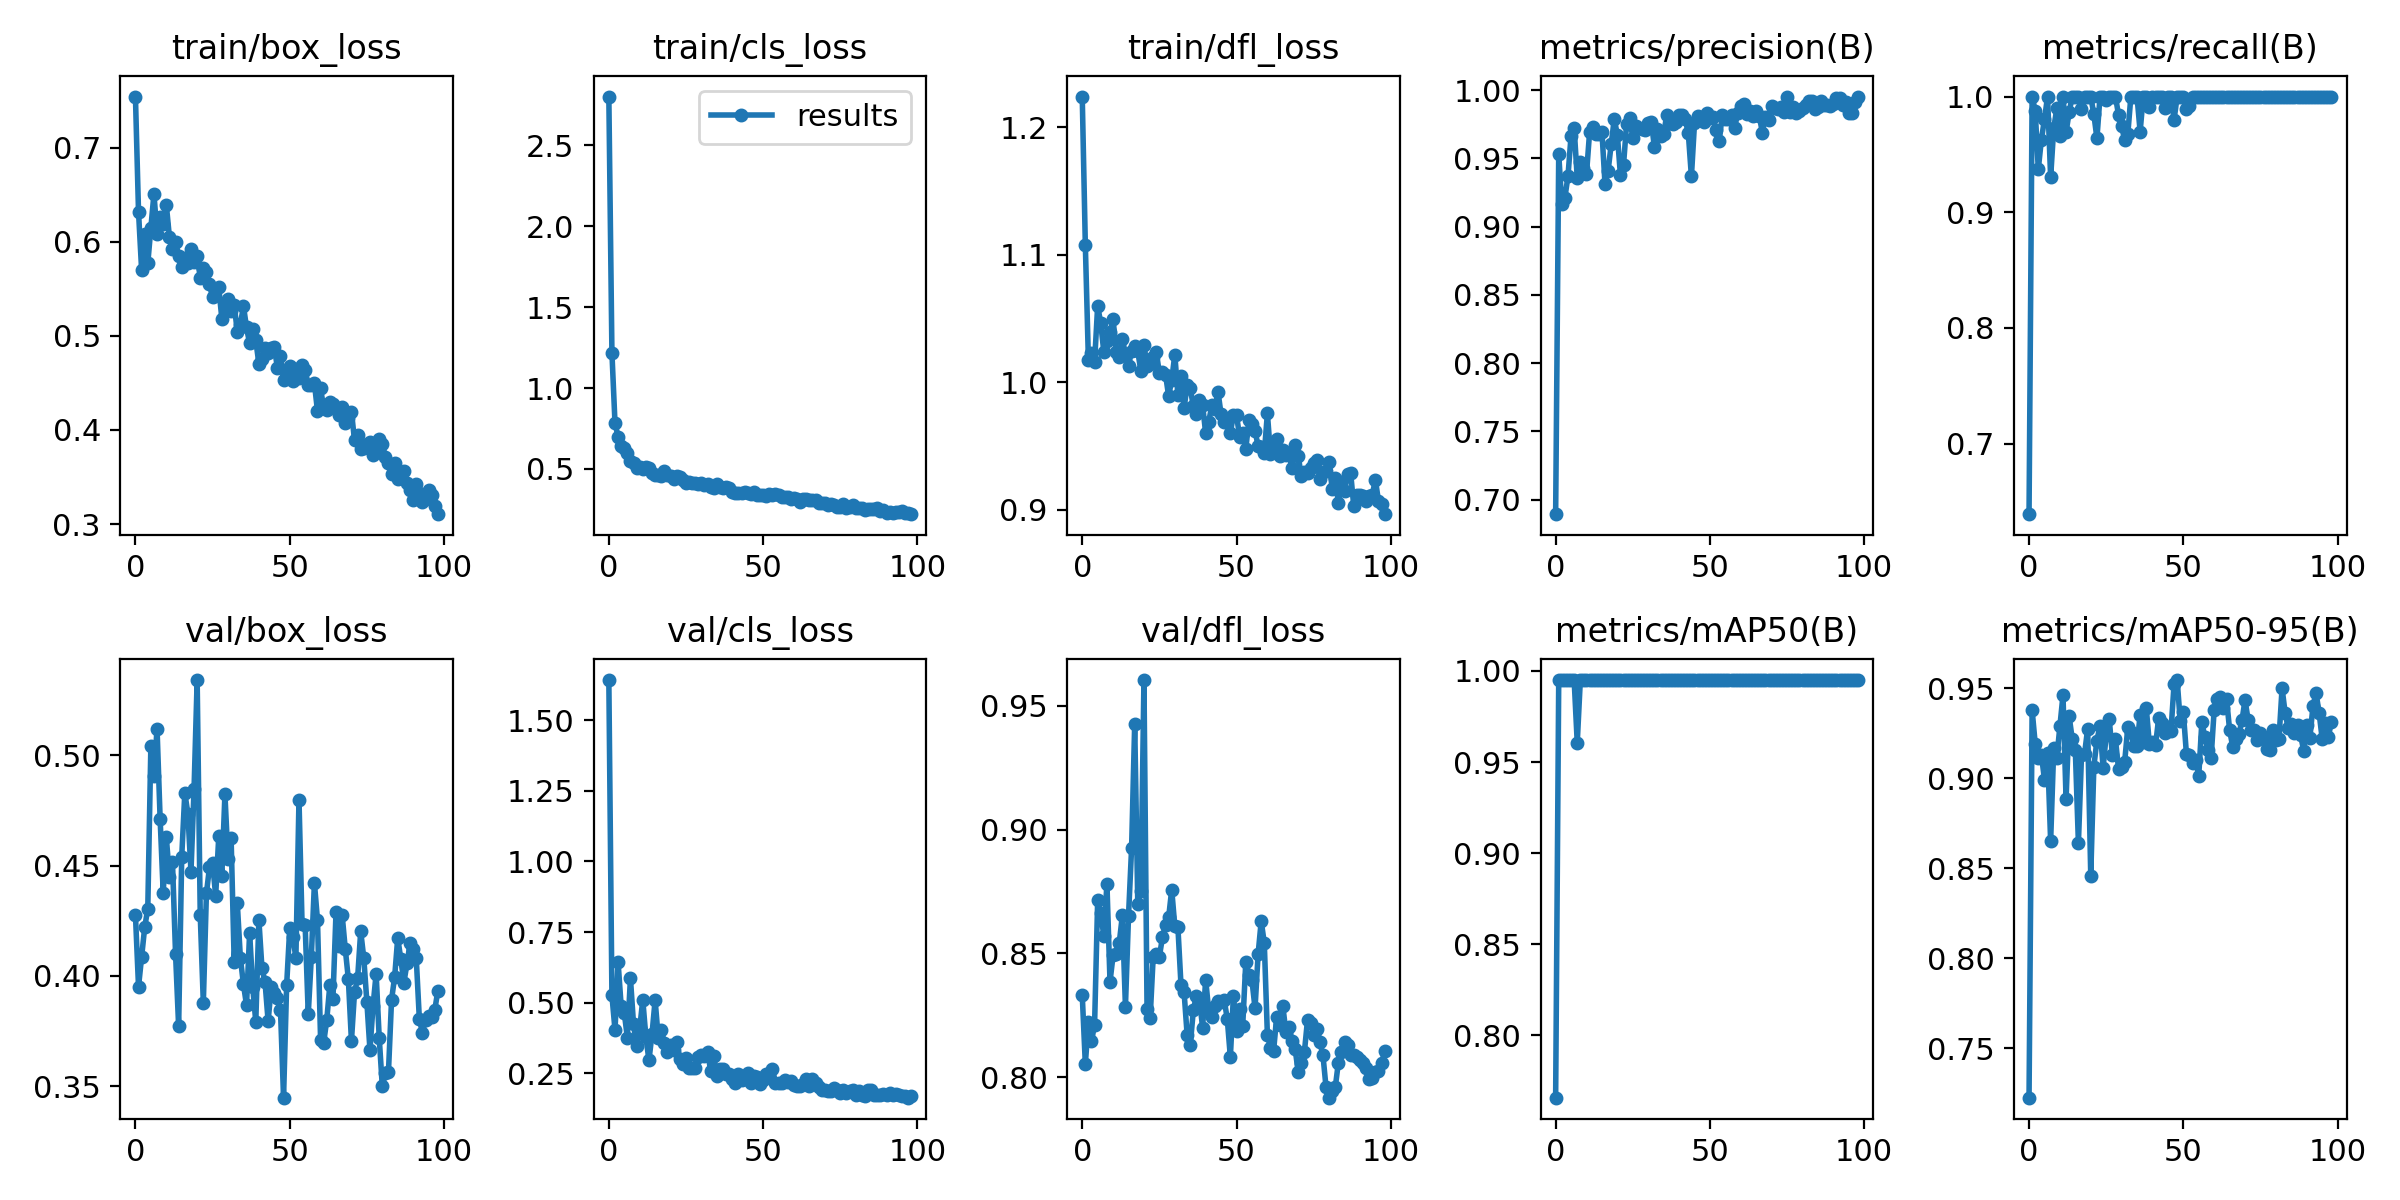 train/box_loss
0.7
0.6
0.5
0.4
0.3
0 50 100
train/cls_loss
results
2.5
2.0
1.5
1.0
0.5
0 50 100
train/dfl_loss
1.2
1.1
1.0
0.9
0 50 100
metrics/precision(B)
1.00
0.95
0.90
0.85
0.80
0.75
0.70
0 50 100
metrics/recall(B)
1.0
0.9
0.8
0.7
0 50 100
val/box_loss
0.50
0.45
0.40
0.35
0 50 100
val/cls_loss
1.50
1.25
1.00
0.75
0.50
0.25
0 50 100
val/dfl_loss
0.95
0.90
0.85
0.80
0 50 100
metrics/mAP50(B)
1.00
0.95
0.90
0.85
0.80
0 50 100
metrics/mAP50-95(B)
0.95
0.90
0.85
0.80
0.75
0 50 100